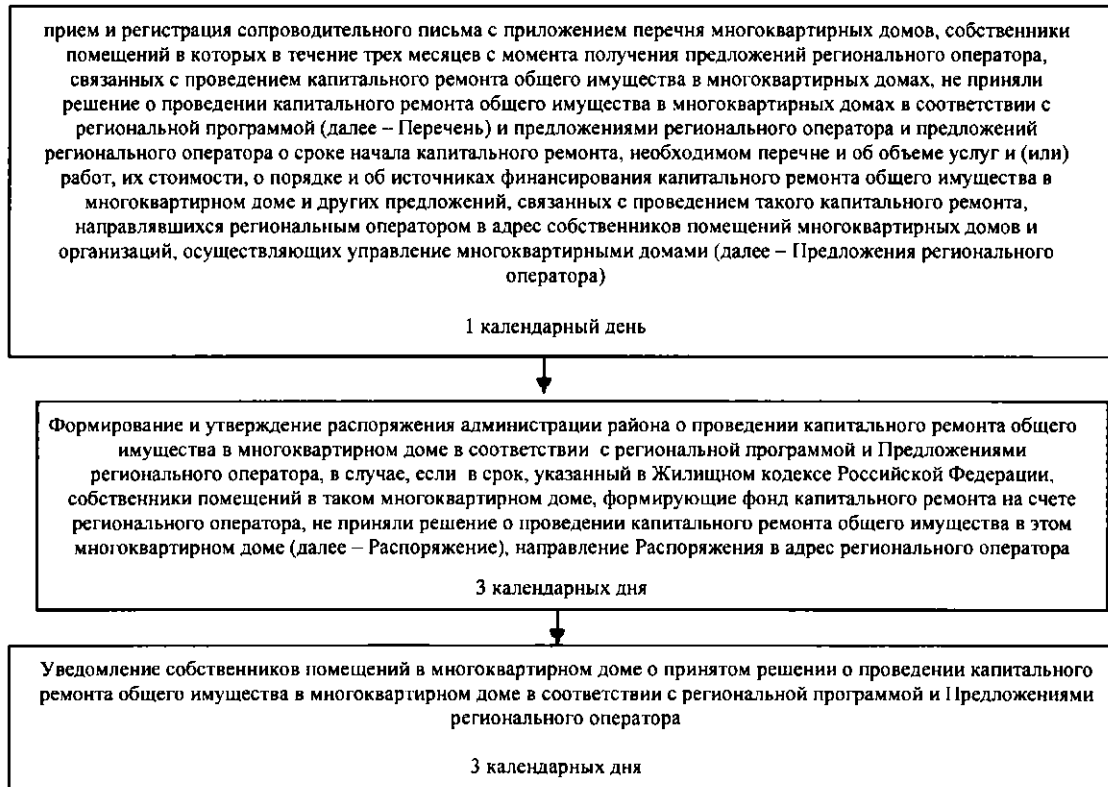 прием и регистрация сопроводительного письма с приложением перечня многоквартирных домов, собственники
помещений в которых в течение трех месяцев с момента получения предложений регионального оператора,
связанных с проведением капитального ремонта общего имущества в многоквартирных домах, не приняли
решение о проведении капитального ремонта общего имущества в многоквартирных домах в соответствии с
региональной программой (далее – Перечень) и предложениями регионального оператора и предложений
регионального оператора о сроке начала капитального ремонта, необходимом перечне и об объеме услуг и (или)
работ, их стоимости, о порядке и об источниках финансирования капитального ремонта общего имущества в
многоквартирном доме и других предложений, связанных с проведением такого капитального ремонта,
направлявшихся региональным оператором в адрес собственников помещений многоквартирных домов и
организаций, осуществляющих управление многоквартирными домами (далее – Предложения регионального
оператора)
1 календарный день
Формирование и утверждение распоряжения администрации района о проведении капитального ремонта общего
имущества в многоквартирном доме в соответствии с региональной программой и Предложениями
регионального оператора, в случае, если в срок, указанный в Жилищном кодексе Российской Федерации,
собственники помещений в таком многоквартирном доме, формирующие фонд капитального ремонта на счете
регионального оператора, не приняли решение о проведении капитального ремонта общего имущества в этом
многоквартирном доме (далее – Распоряжение), направление Распоряжения в адрес регионального оператора
3 календарных дня
Уведомление собственников помещений в многоквартирном доме о принятом решении о проведении капитального
ремонта общего имущества в многоквартирном доме в соответствии с региональной программой и Предложениями
регионального оператора
3 календарных дня